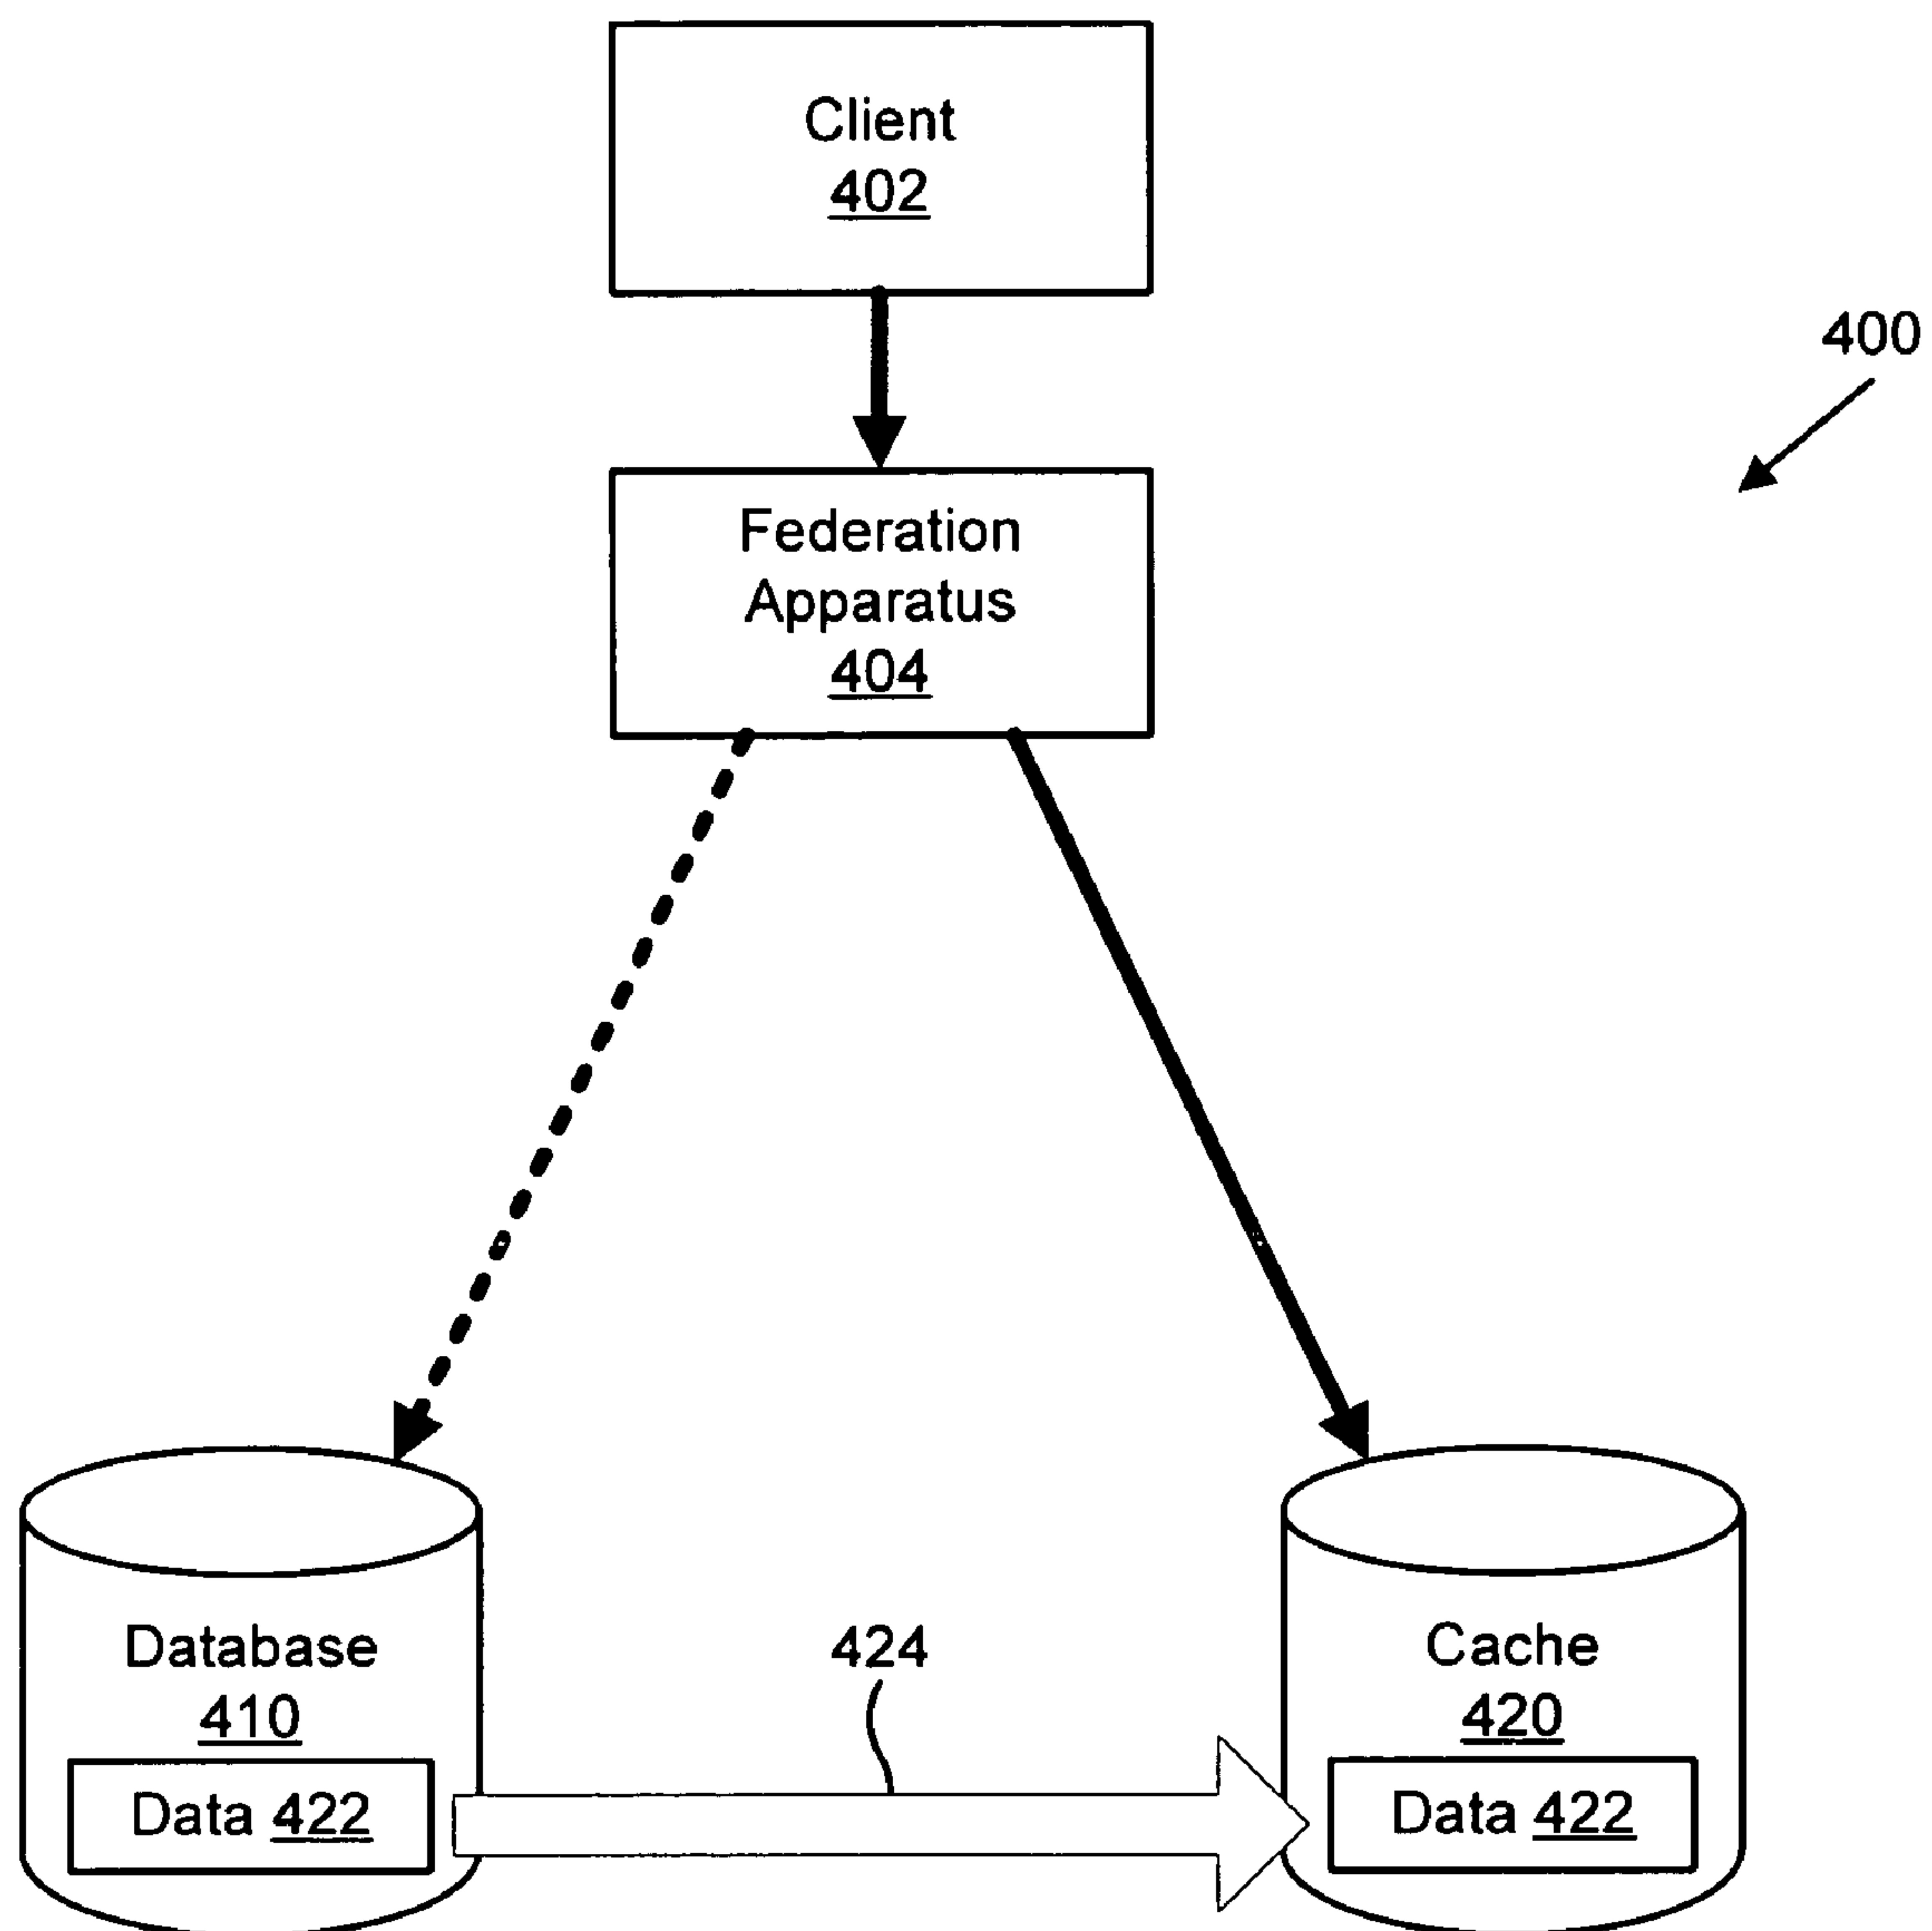 Client
402
400
Federation
Apparatus
404
Database
410
Data 422
424
Cache
420
Data 422